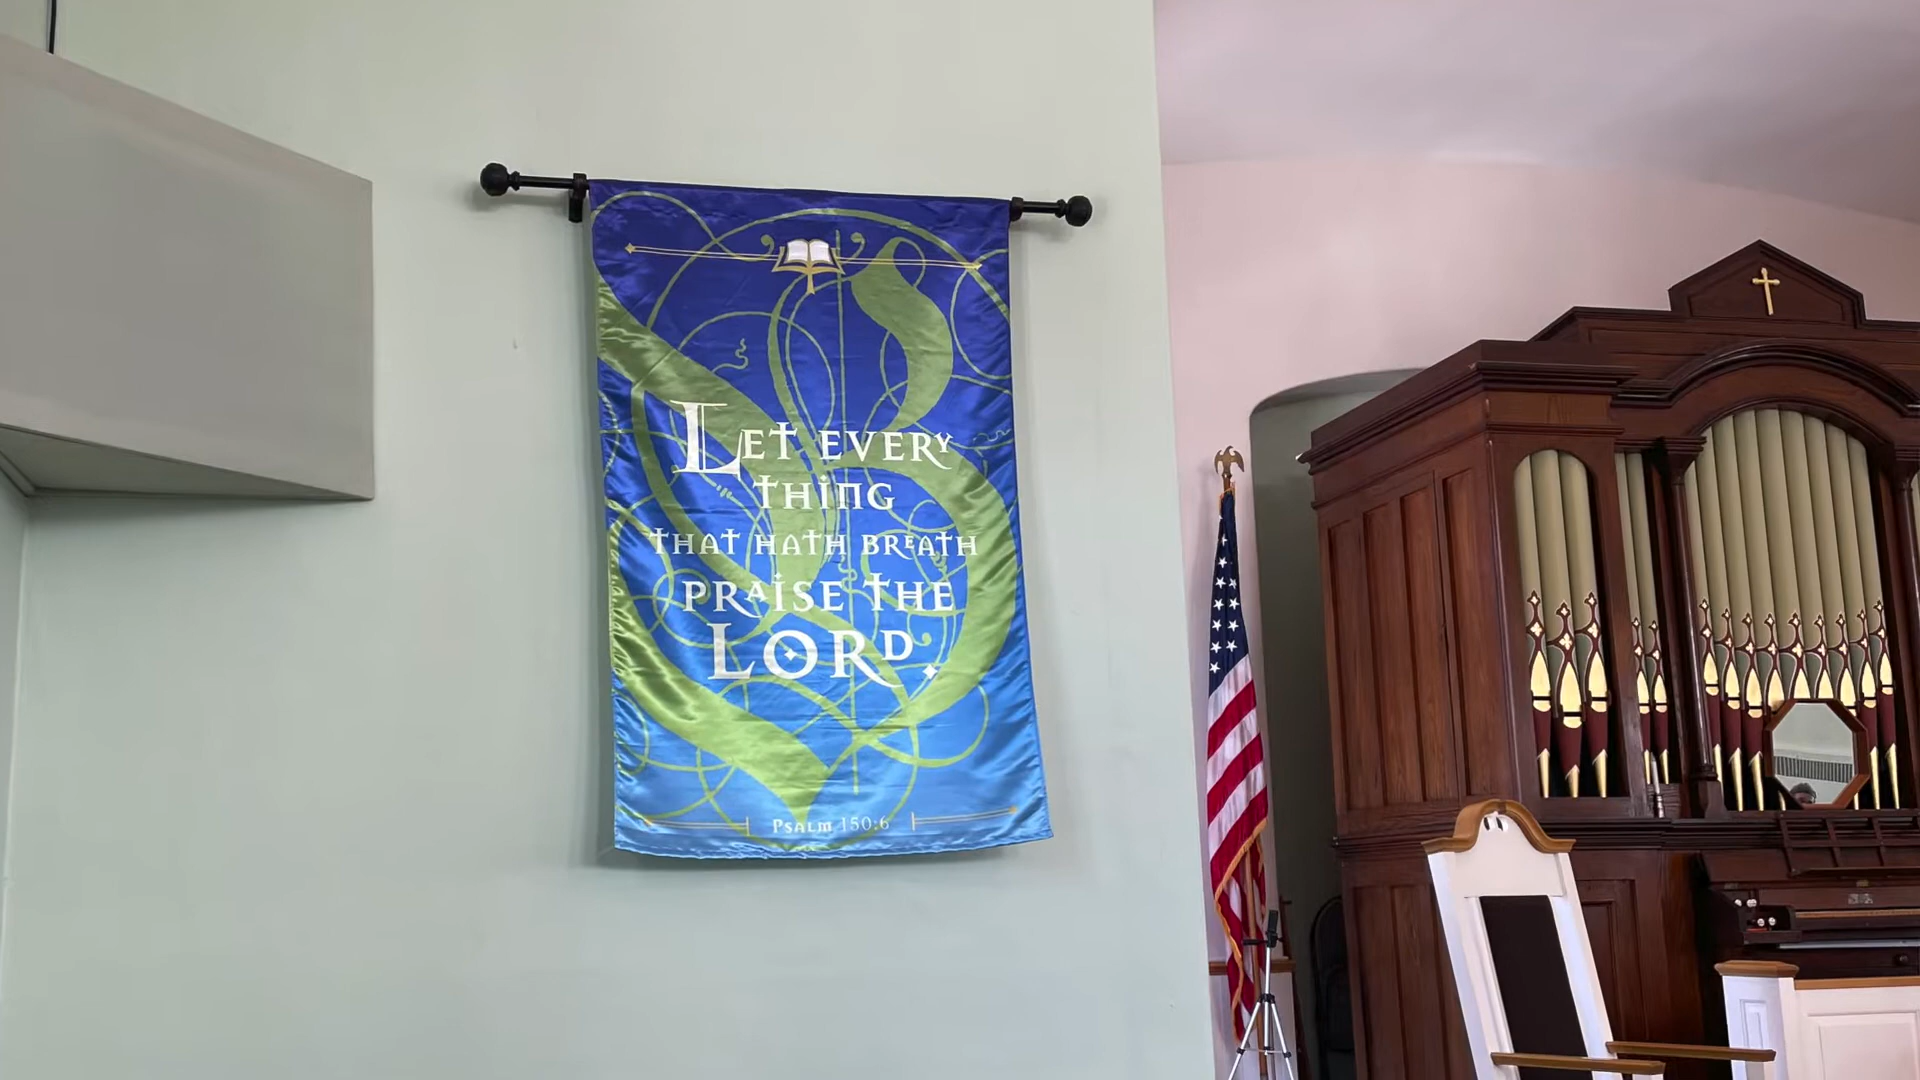 LET EVERY
THING
THAT HATH BREATH
PRAISE THE
LORD.
PSALM 150:6